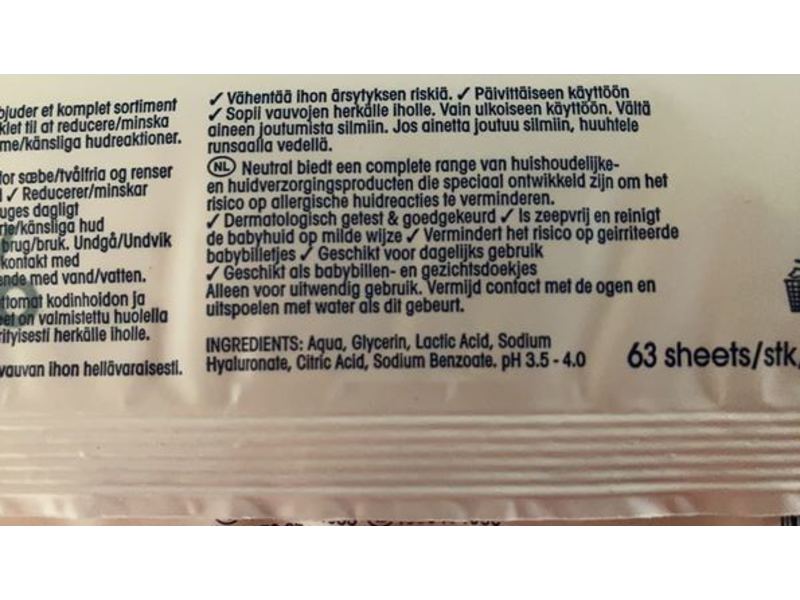 et komplet sortiment
til at reducere/minska
me/känsliga hudreaktioner.
for sæbe/tvålfria og renser
✓ Reducerer/minskar
dagligt
känsliga hud
brug/bruk. Undgå/Undvik
kontakt med
med vand/vatten.
kodinhoidon ja
on valmistettu huolella
herkälle iholle.
vauvan ihon hellävaraisesti.
✓ Vähentää ihon ärsytyksen riskiä. ✓ Päivittäiseen käyttöön
✓ Sopii vauvojen herkälle iholle. Vain ulkoiseen käyttöön. Vältä
aineen joutumista silmiin. Jos ainetta joutuu silmiin, huuhtele
runsaalla vedellä.
NL Neutral biedt een complete range van huishoudelijke-
en huidverzorgingsproducten die speciaal ontwikkeld zijn om het
risico op allergische huidreacties te verminderen.
✓ Dermatologisch getest & goedgekeurd ✓ Is zeepvrij en reinigt
de babyhuid op milde wijze ✓ Vermindert het risico op geirriteerde
babybilletjes ✓ Geschikt voor dagelijks gebruik
✓ Geschikt als babybillen- en gezichtsdoekjes
Alleen voor uitwendig gebruik. Vermijd contact met de ogen en
uitspoelen met water als dit gebeurt.
INGREDIENTS: Aqua, Glycerin, Lactic Acid, Sodium
Hyaluronate, Citric Acid, Sodium Benzoate. pH 3.5 - 4.0
63 sheets/stk,